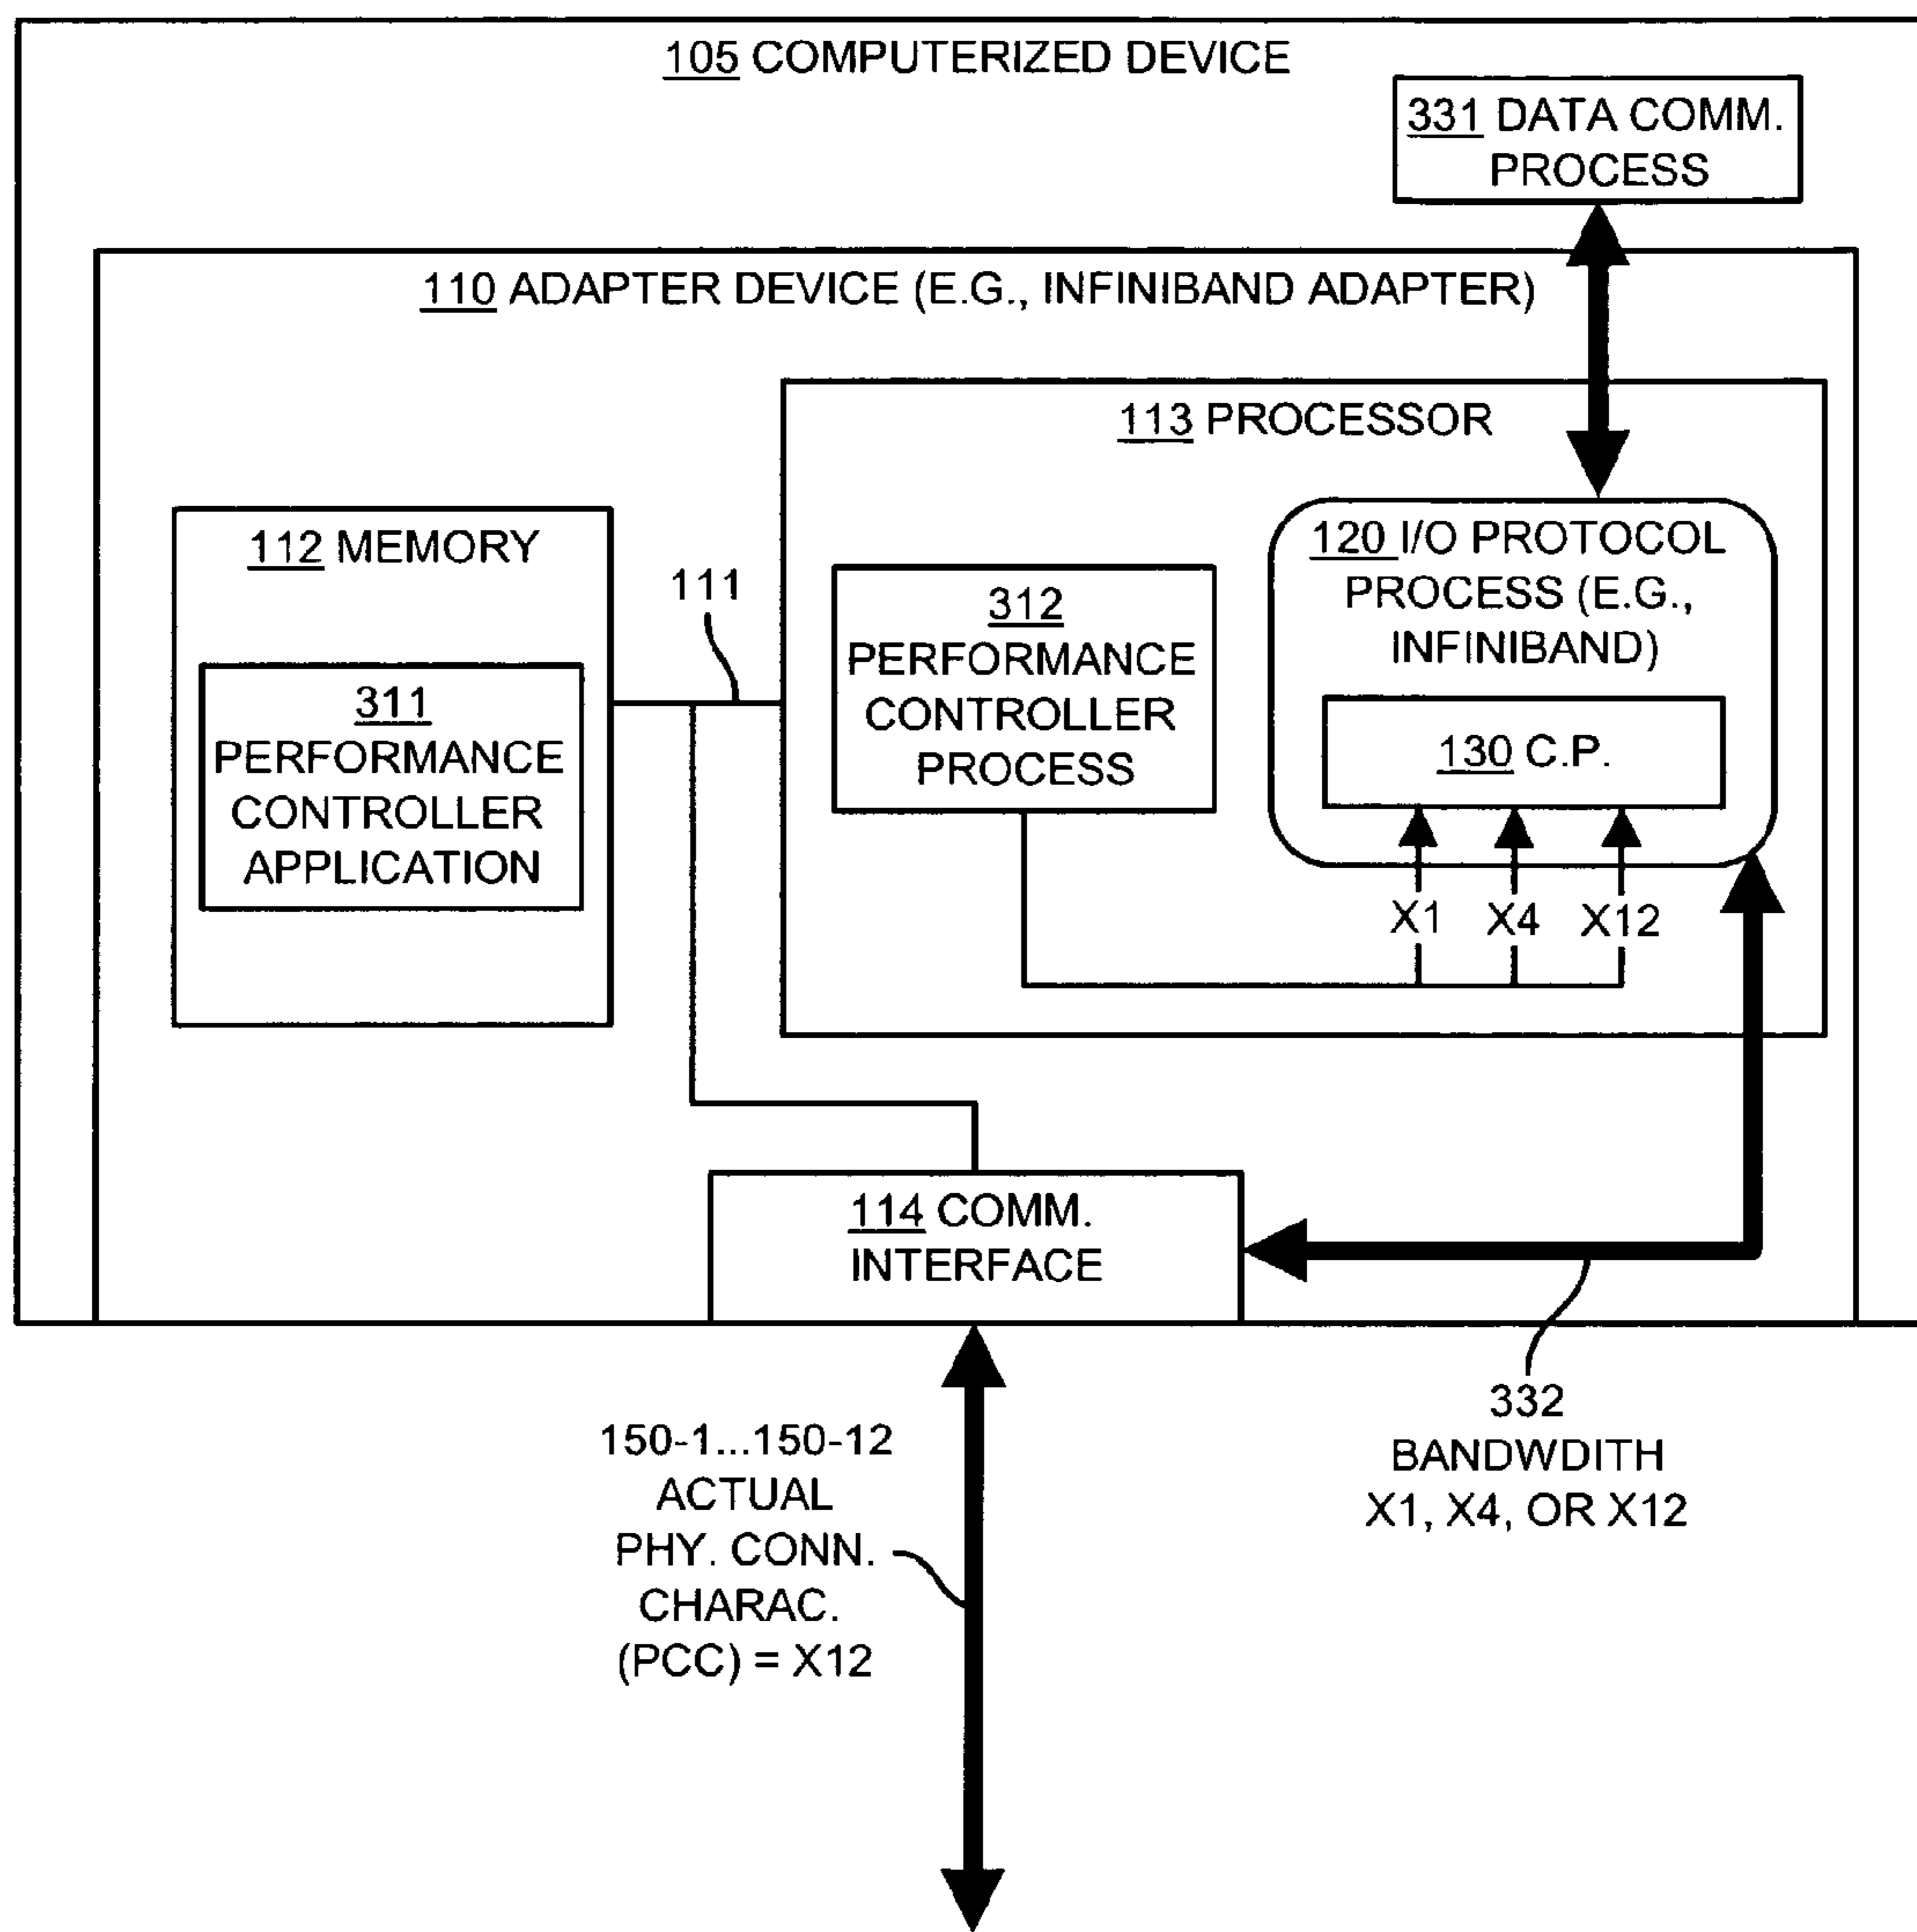 105 COMPUTERIZED DEVICE
331 DATA COMM.
PROCESS
110 ADAPTER DEVICE (E.G., INFINIBAND ADAPTER)
113 PROCESSOR
112 MEMORY
111
311
PERFORMANCE
CONTROLLER
APPLICATION
312
PERFORMANCE
CONTROLLER
PROCESS
120 I/O PROTOCOL
PROCESS (E.G.,
INFINIBAND)
130 C.P.
X1 X4 X12
114 COMM.
INTERFACE
150-1...150-12
ACTUAL
PHY. CONN.
CHARAC.
(PCC) = X12
332
BANDWDITH
X1, X4, OR X12